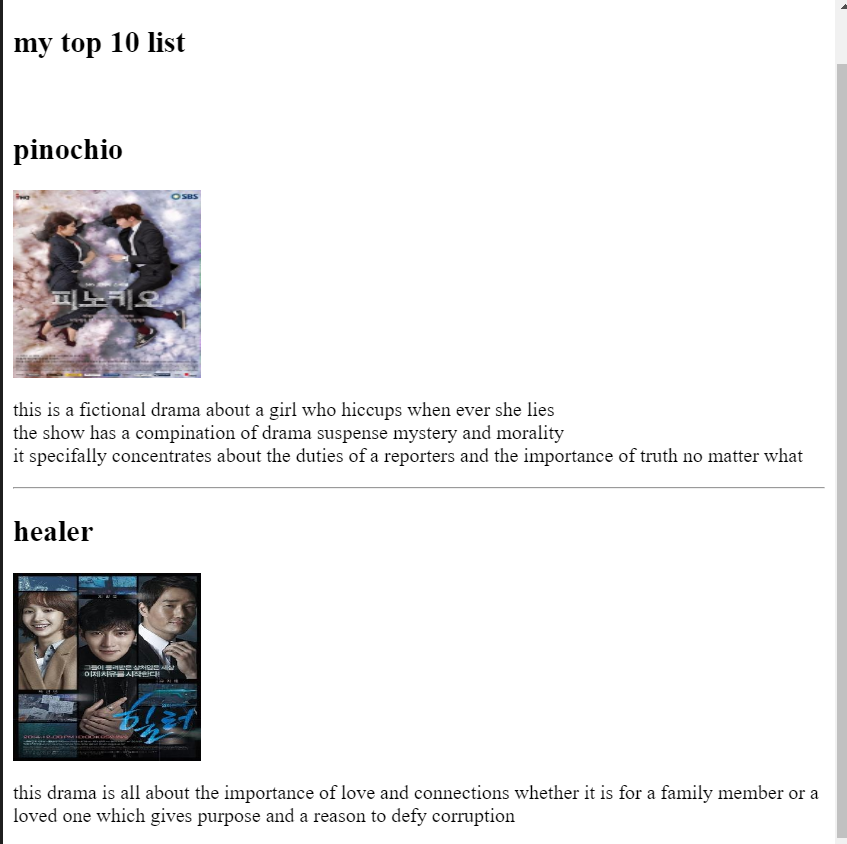 my top 10 list
pinochio
SBS
피노키오
this is a fictional drama about a girl who hiccups when ever she lies
the show has a compination of drama suspense mystery and morality
it specifally concentrates about the duties of a reporters and the importance of truth no matter what
healer
그들이 물려받은 상처입은 세상
이제 치유를 시작한다!
힐러
this drama is all about the importance of love and connections whether it is for a family member or a
loved one which gives purpose and a reason to defy corruption